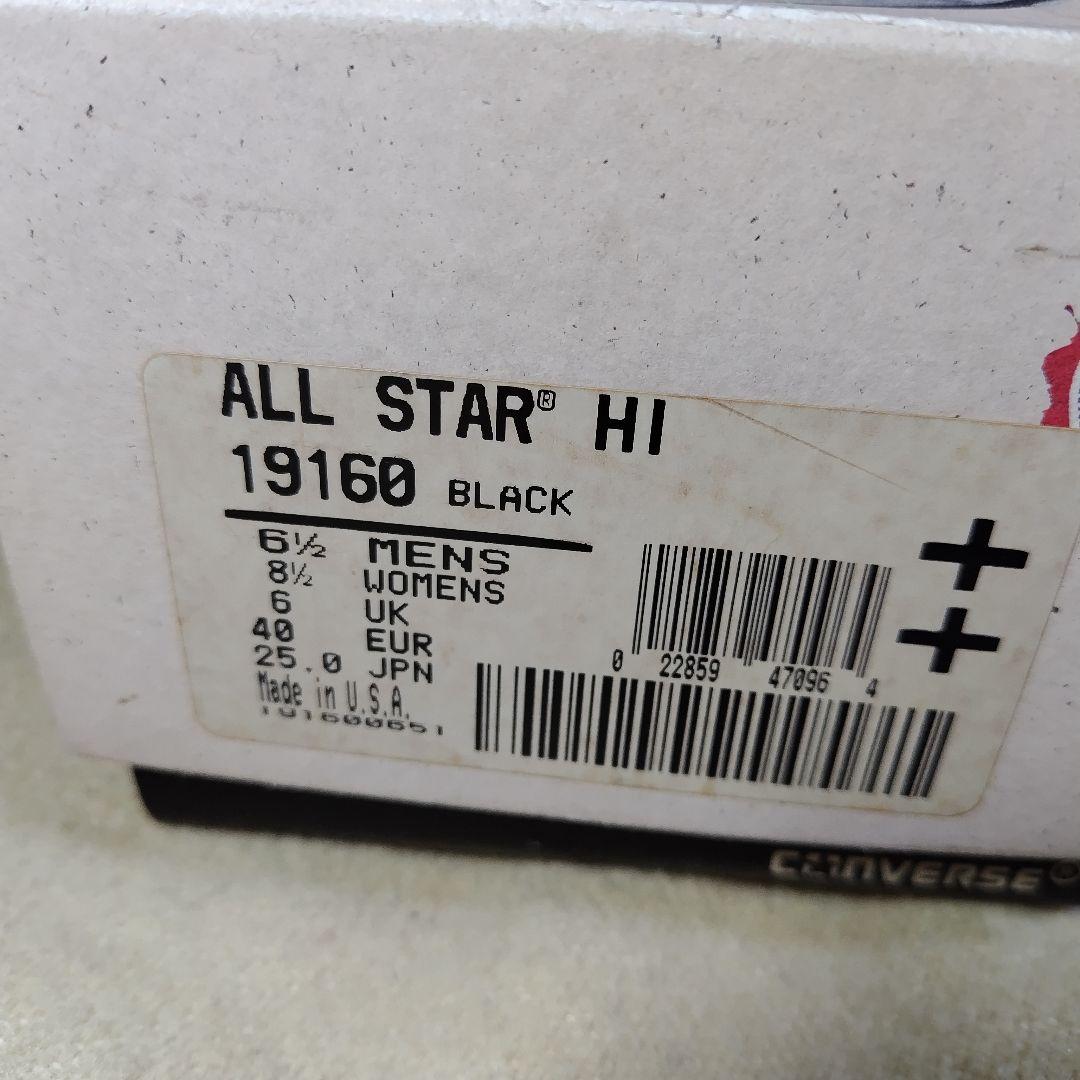 ALL STAR® HI
19160 BLACK
6½ MENS
8½ WOMENS
6 UK
40 EUR
25.0 JPN
Made in U.S.A.
191600651
0 22859 47096 4
++
CONVERSE®